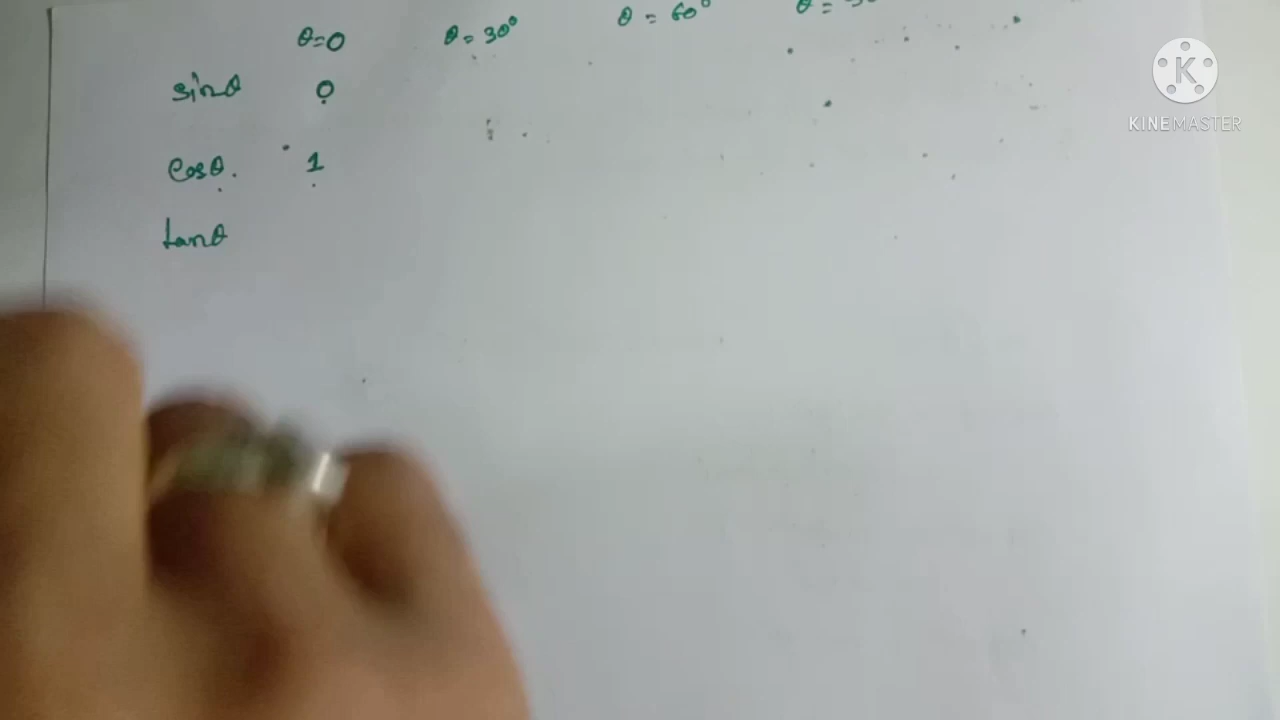 θ=0 θ = 30° θ = 60° θ =
sinθ 0
cosθ. 1
tanθ
K
KINEMASTER